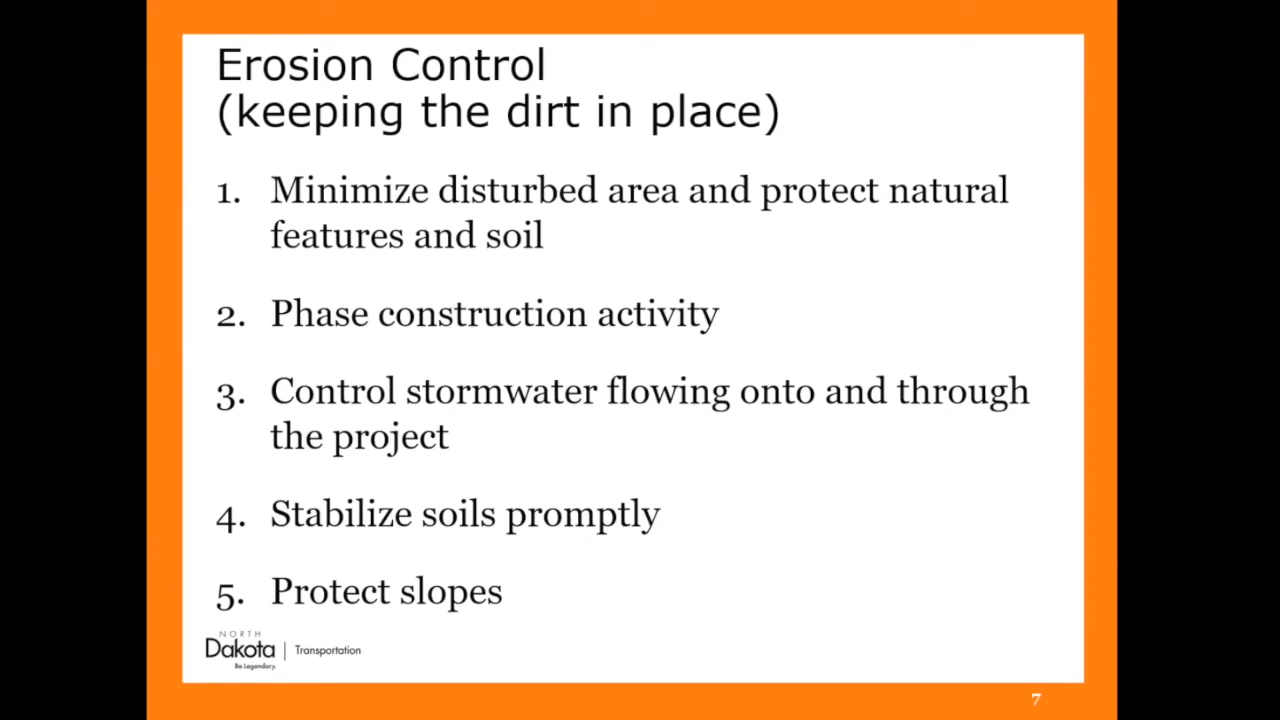 Erosion Control
(keeping the dirt in place)
1. Minimize disturbed area and protect natural
features and soil
2. Phase construction activity
3. Control stormwater flowing onto and through
the project
4. Stabilize soils promptly
5. Protect slopes
NORTH
Dakota | Transportation
Be Legendary.
7